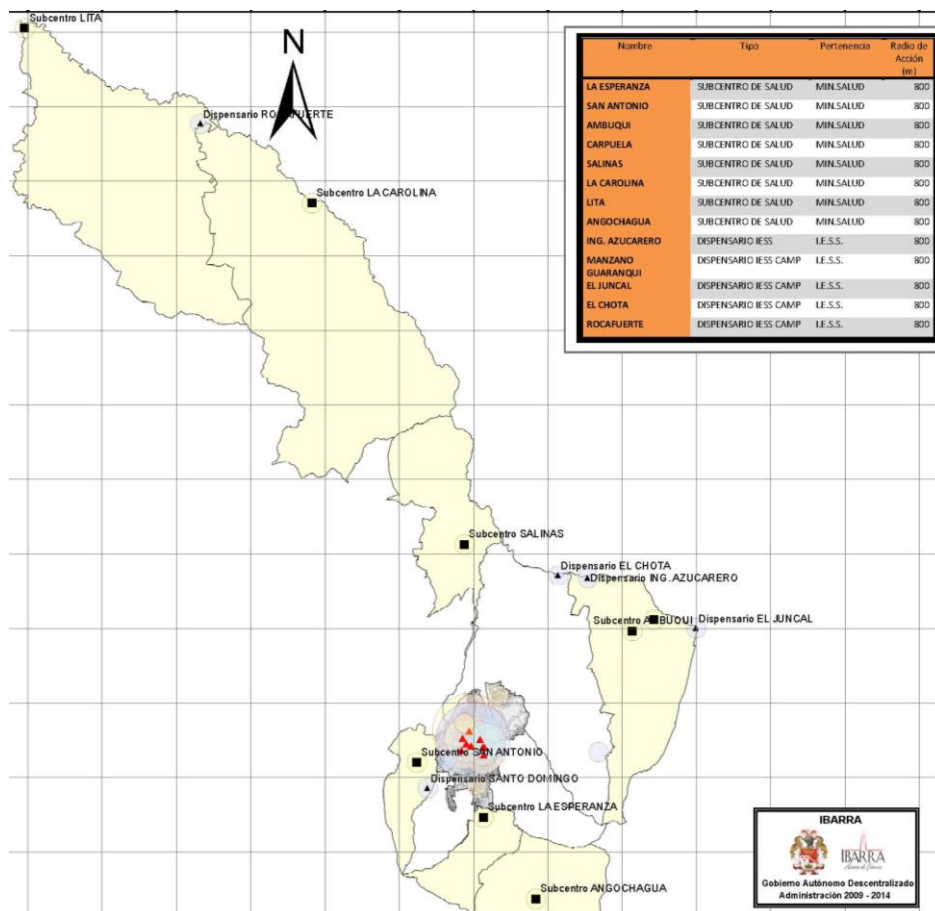 Subcentro LITA
N
Dispensario ROCAFUERTE
Subcentro LA CAROLINA
Nombre Tipo Pertenencia Radio de Acción (m)
LA ESPERANZA SUBCENTRO DE SALUD MIN.SALUD 800
SAN ANTONIO SUBCENTRO DE SALUD MIN.SALUD 800
AMBUQUI SUBCENTRO DE SALUD MIN.SALUD 800
CARPUELA SUBCENTRO DE SALUD MIN.SALUD 800
SALINAS SUBCENTRO DE SALUD MIN.SALUD 800
LA CAROLINA SUBCENTRO DE SALUD MIN.SALUD 800
LITA SUBCENTRO DE SALUD MIN.SALUD 800
ANGOCHAGUA SUBCENTRO DE SALUD MIN.SALUD 800
ING. AZUCARERO DISPENSARIO IESS I.E.S.S. 800
MANZANO GUARANQUI DISPENSARIO IESS CAMP I.E.S.S. 800
EL JUNCAL DISPENSARIO IESS CAMP I.E.S.S. 800
EL CHOTA DISPENSARIO IESS CAMP I.E.S.S. 800
ROCAFUERTE DISPENSARIO IESS CAMP I.E.S.S. 800
Subcentro SALINAS
Dispensario EL CHOTA
Dispensario ING. AZUCARERO
Subcentro AMBUQUI
Dispensario EL JUNCAL
Subcentro SAN ANTONIO
Dispensario SANTO DOMINGO
Subcentro LA ESPERANZA
Subcentro ANGOCHAGUA
IBARRA
IBARRA
Gobierno Autónomo Descentralizado
Administración 2009 - 2014